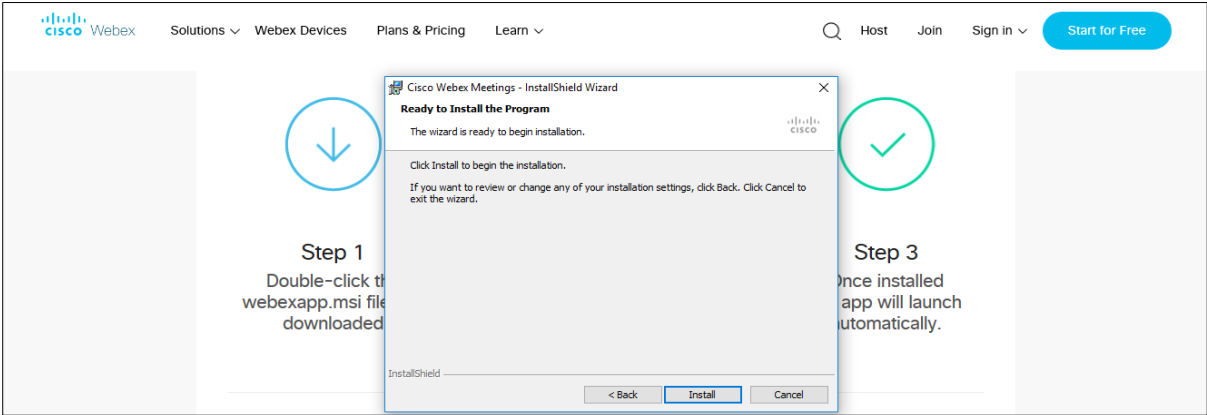 cisco Webex Solutions Webex Devices Plans & Pricing Learn Host Join Sign in Start for Free
Cisco Webex Meetings - InstallShield Wizard
Ready to Install the Program
The wizard is ready to begin installation.
CISCO
Click Install to begin the installation.
If you want to review or change any of your installation settings, click Back. Click Cancel to
exit the wizard.
InstallShield
< Back Install Cancel
Step 1
Double-click
webexapp.msi
downloaded
Step 3
installed
app will launch
automatically.